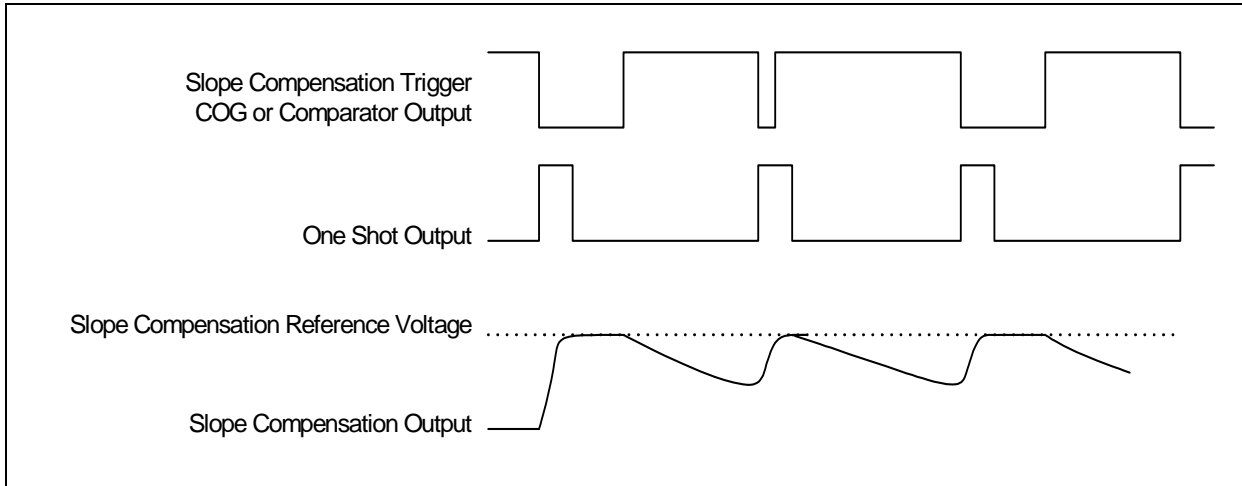 Slope Compensation Trigger
COG or Comparator Output
One Shot Output
Slope Compensation Reference Voltage
Slope Compensation Output